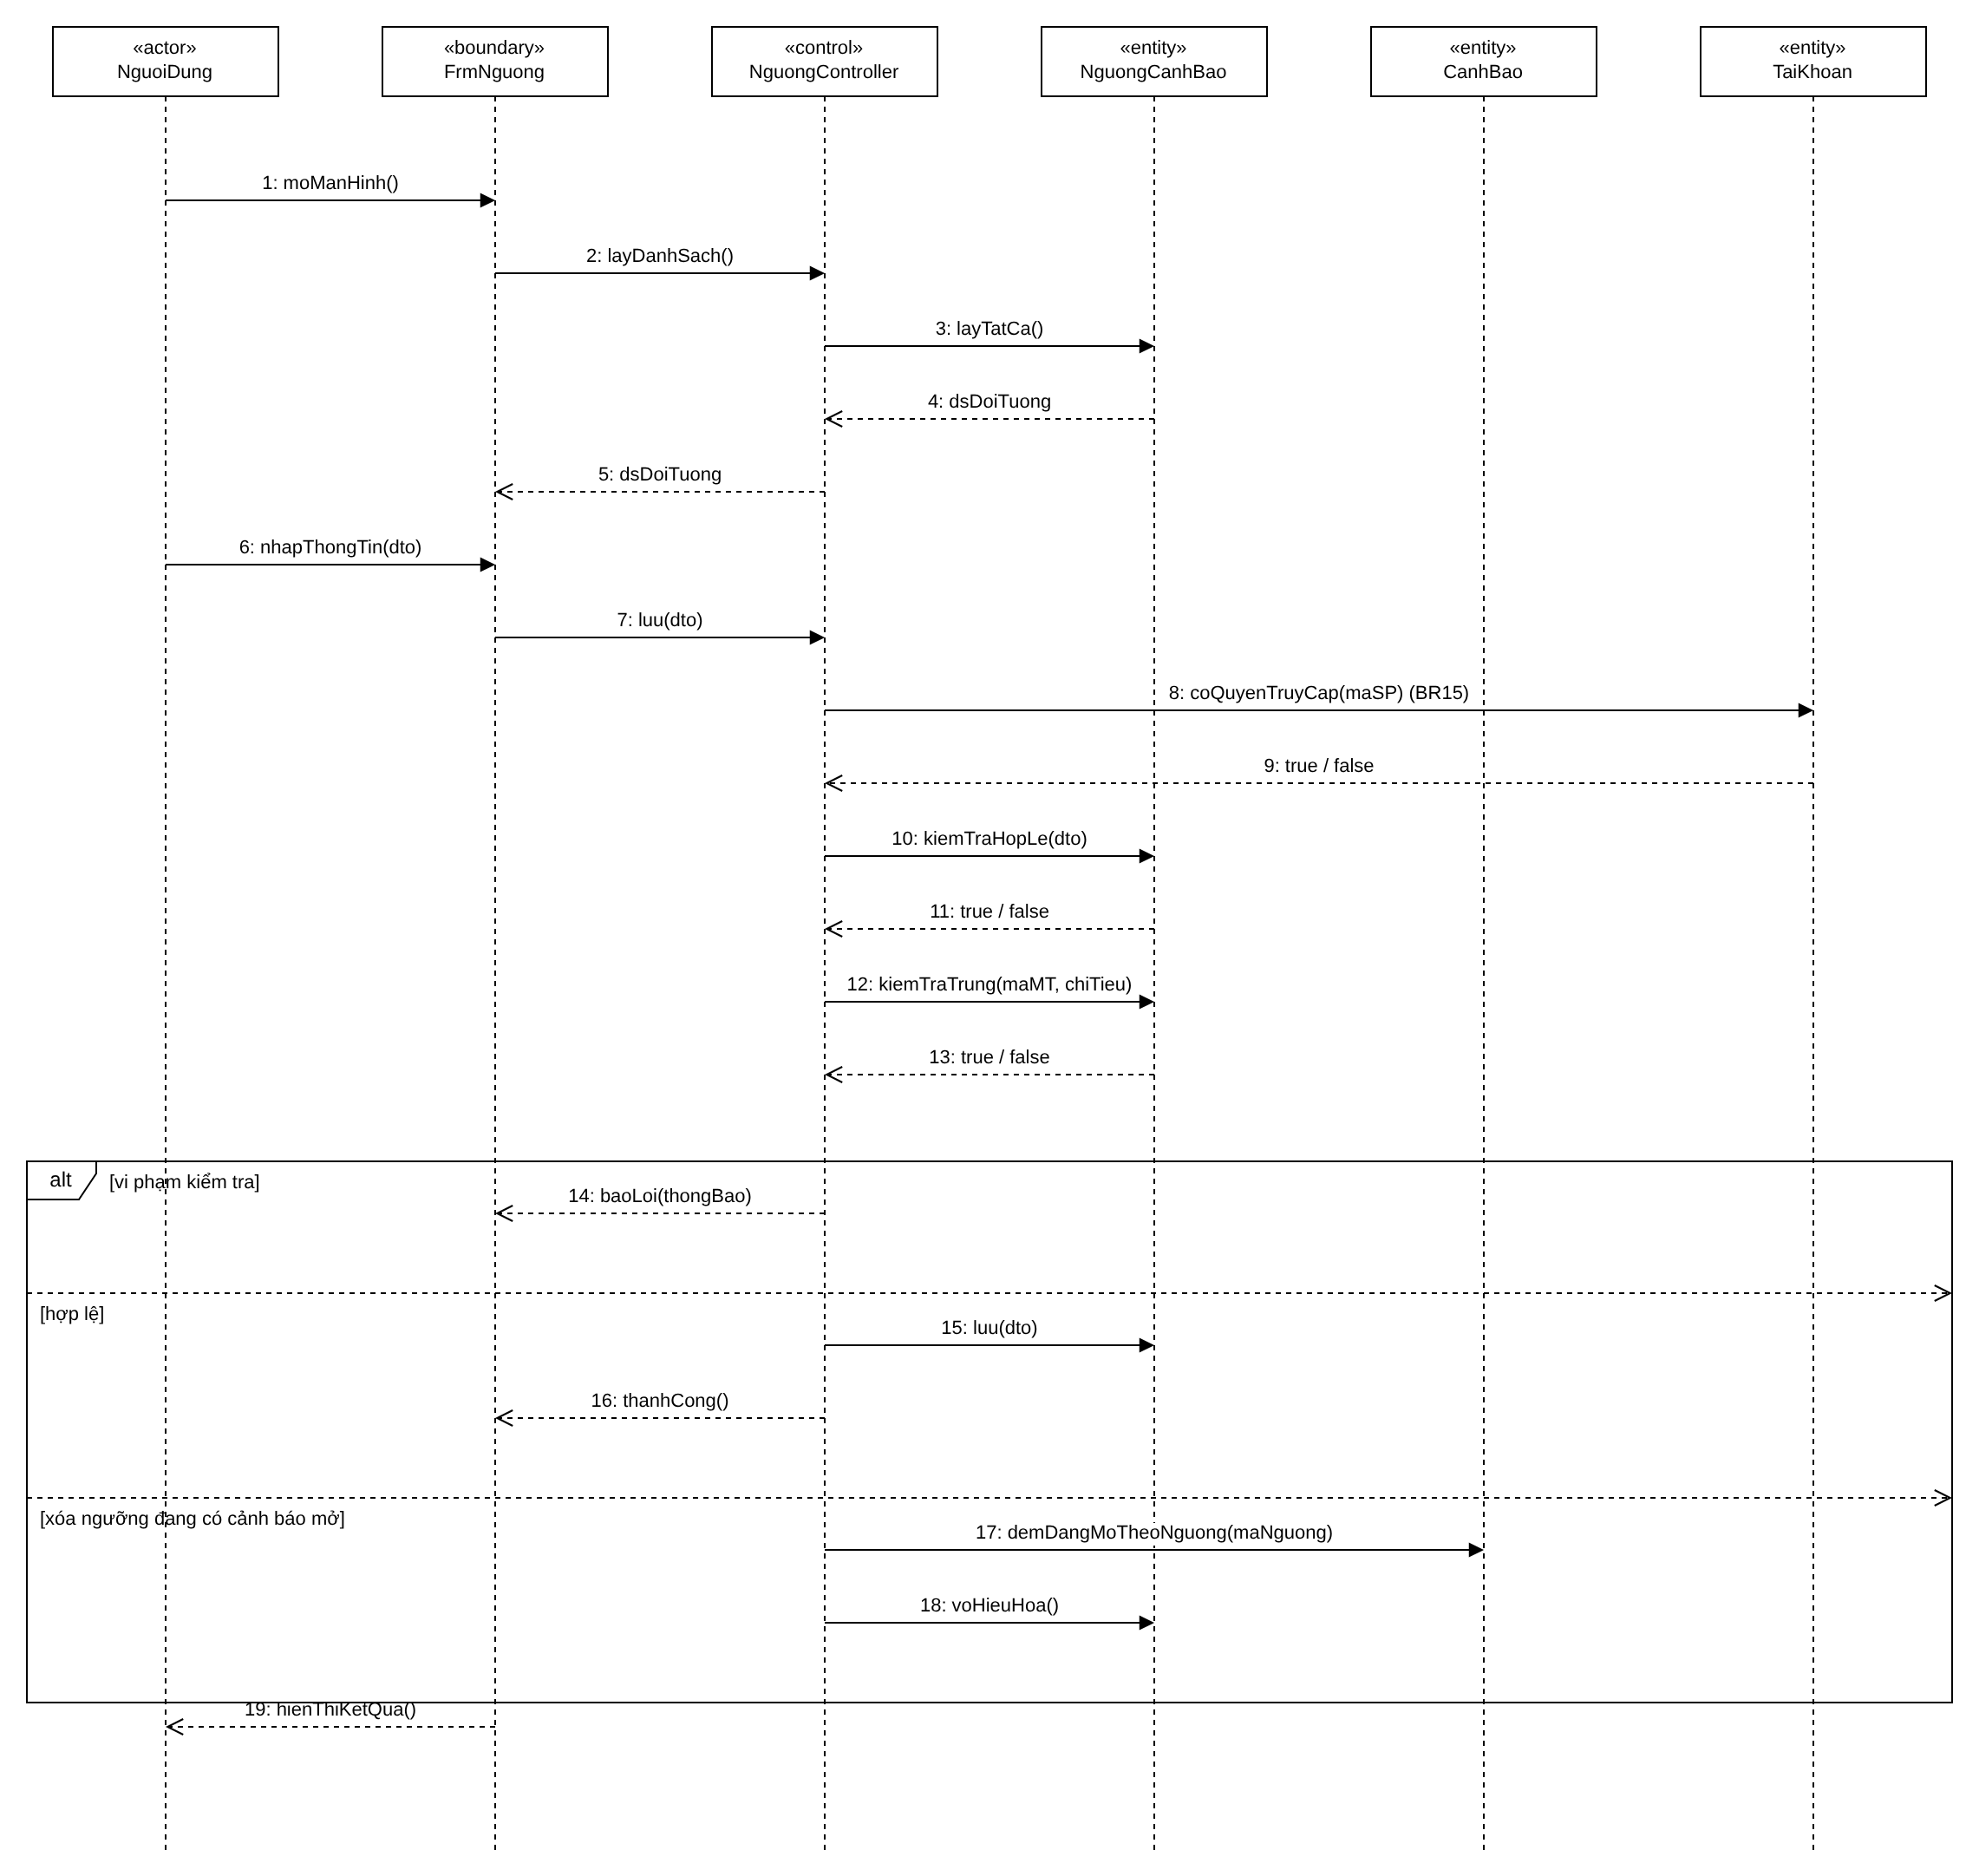 «actor»
NguoiDung
«boundary»
FrmNguong
«control»
NguongController
«entity»
NguongCanhBao
«entity»
CanhBao
«entity»
TaiKhoan
1: moManHinh()
2: layDanhSach()
3: layTatCa()
4: dsDoiTuong
5: dsDoiTuong
6: nhapThongTin(dto)
7: luu(dto)
8: coQuyenTruyCap(maSP) (BR15)
9: true / false
10: kiemTraHopLe(dto)
11: true / false
12: kiemTraTrung(maMT, chiTieu)
13: true / false
alt [vi phạm kiểm tra]
14: baoLoi(thongBao)
[hợp lệ]
15: luu(dto)
16: thanhCong()
[xóa ngưỡng đang có cảnh báo mở]
17: demDangMoTheoNguong(maNguong)
18: voHieuHoa()
19: hienThiKetQua()